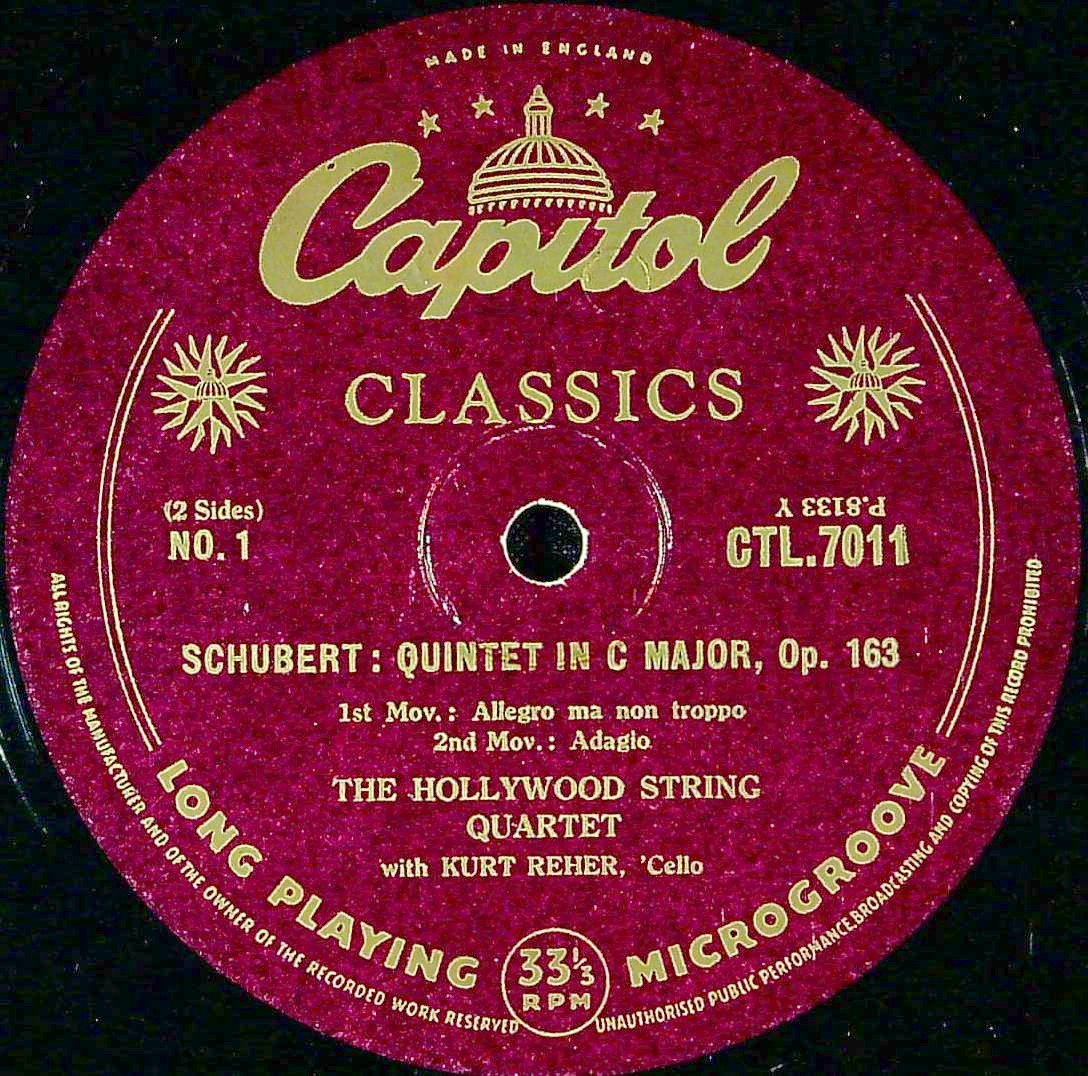 MADE IN ENGLAND
Capitol
CLASSICS
(2 Sides)
NO. 1
P.8133 Y
CTL.7011
SCHUBERT : QUINTET IN C MAJOR, Op. 163
1st Mov.: Allegro ma non troppo
2nd Mov.: Adagio
THE HOLLYWOOD STRING
QUARTET
with KURT REHER, 'Cello
LONG PLAYING 33⅓ RPM MICROGROOVE
ALL RIGHTS OF THE MANUFACTURER AND OF THE OWNER OF THE RECORDED WORK RESERVED
UNAUTHORISED PUBLIC PERFORMANCE, BROADCASTING AND COPYING OF THIS RECORD PROHIBITED